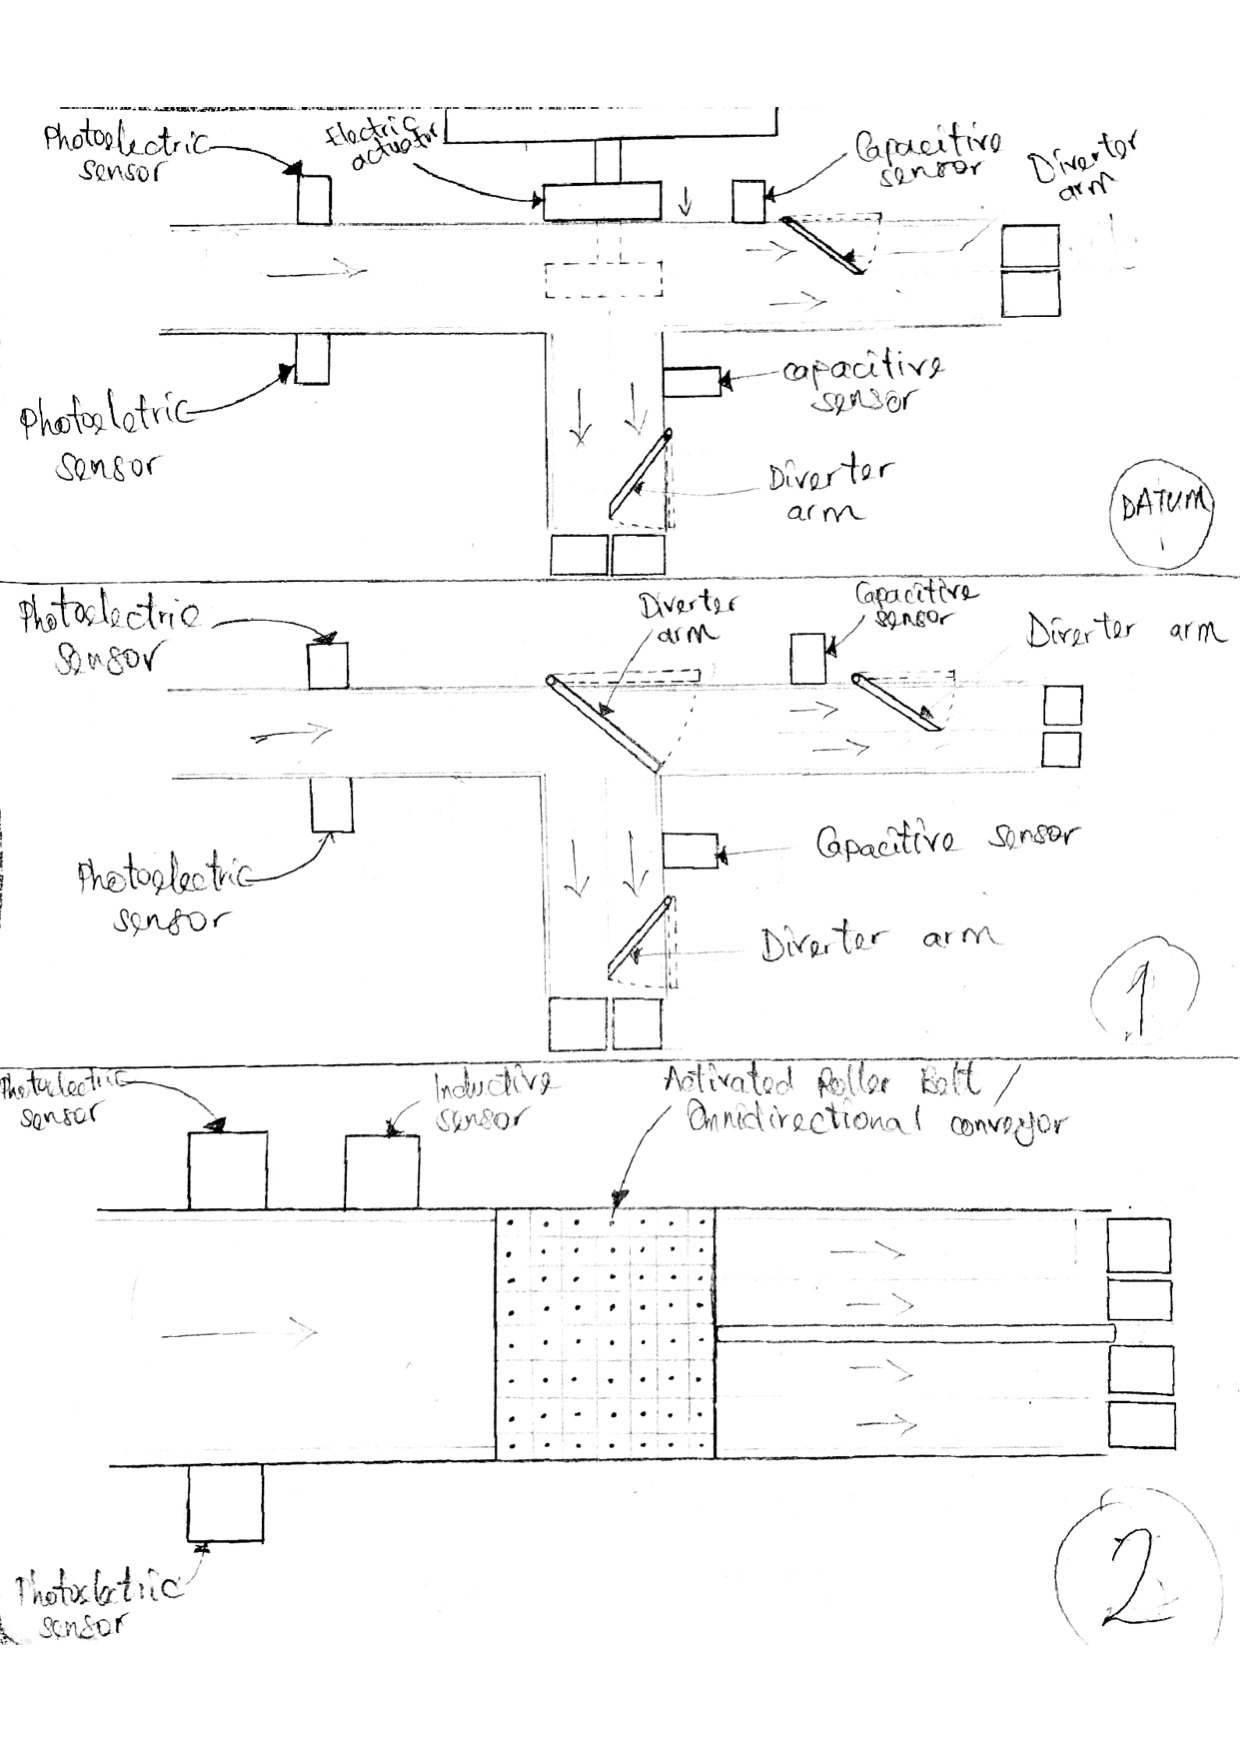 Photoelectric
sensor
Electric
actuator
Capacitive
sensor
Diverter
arm
Photoeletric
sensor
capacitive
sensor
Diverter
arm
DATUM
Photoelectric
sensor
Diverter
arm
Capacitive
sensor
Diverter arm
Photoelectric
sensor
Capacitive sensor
Diverter arm
1
Photoelectric
sensor
Inductive
sensor
Activated Roller Belt /
Omnidirectional conveyor
Photoelectric
sensor
2